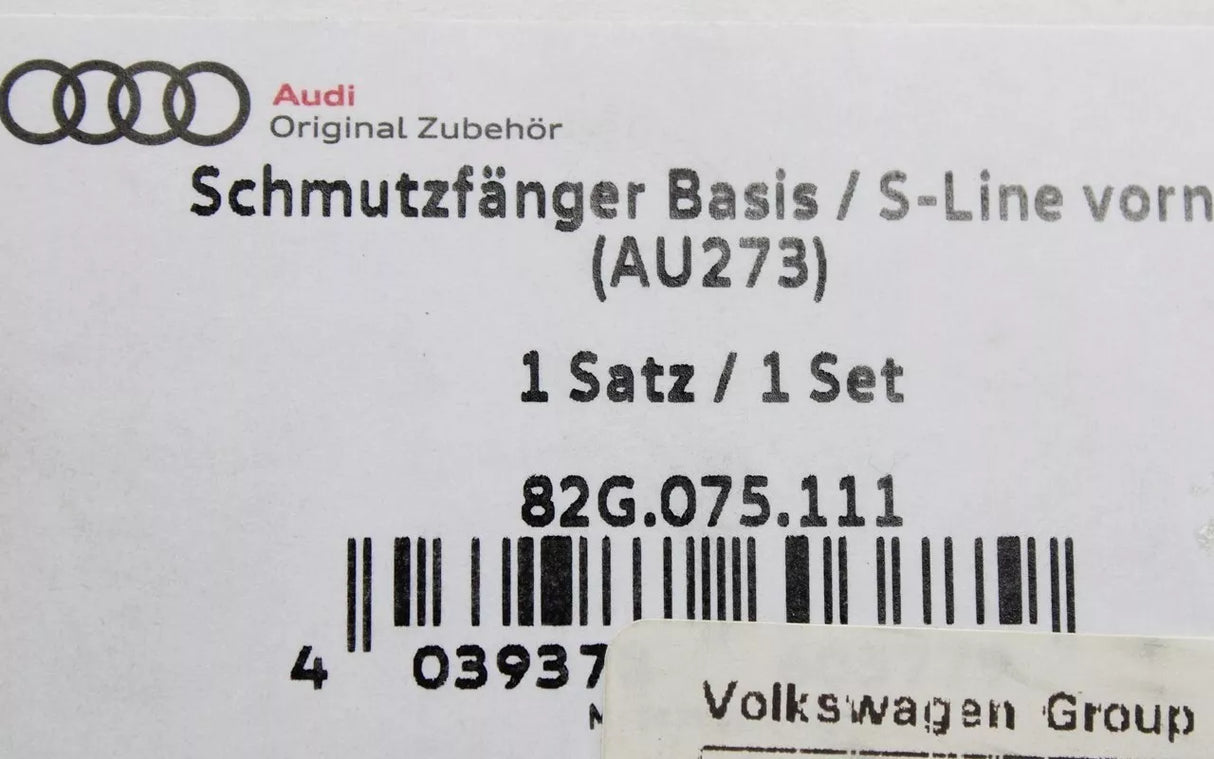 Audi
Original Zubehör
Schmutzfänger Basis / S-Line vorn
(AU273)
1 Satz / 1 Set
82G.075.111
4 03937
Volkswagen Group